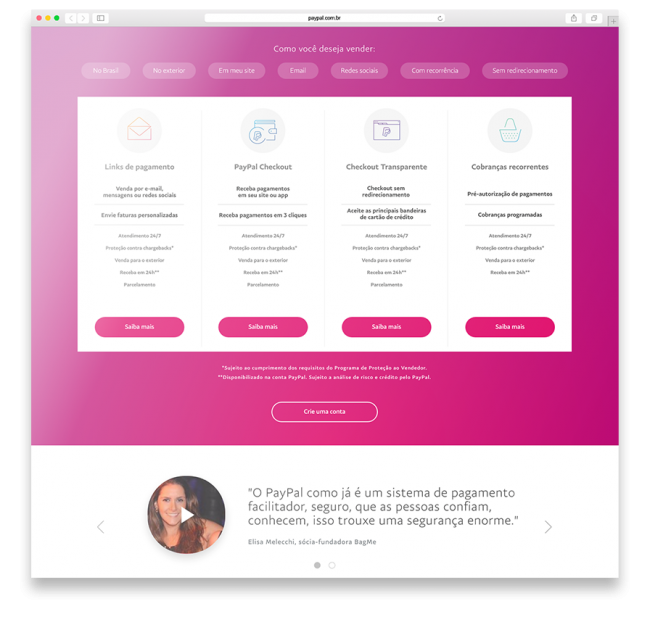 paypal.com.br
Como você deseja vender:
No Brasil
No exterior
Em meu site
Email
Redes sociais
Com recorrência
Sem redirecionamento
Links de pagamento
Venda por e-mail,
mensagens ou redes sociais
Envie faturas personalizadas
Atendimento 24/7
Proteção contra chargebacks*
Venda para o exterior
Receba em 24h**
Parcelamento
Saiba mais
PayPal Checkout
Receba pagamentos
em seu site ou app
Receba pagamentos em 3 cliques
Atendimento 24/7
Proteção contra chargebacks*
Venda para o exterior
Receba em 24h**
Parcelamento
Saiba mais
Checkout Transparente
Checkout sem
redirecionamento
Aceite as principais bandeiras
de cartão de crédito
Atendimento 24/7
Proteção contra chargebacks*
Venda para o exterior
Receba em 24h**
Parcelamento
Saiba mais
Cobranças recorrentes
Pré-autorização de pagamentos
Cobranças programadas
Atendimento 24/7
Proteção contra chargebacks*
Venda para o exterior
Receba em 24h**
Saiba mais
*Sujeito ao cumprimento dos requisitos do Programa de Proteção ao Vendedor.
**Disponibilizado na conta PayPal. Sujeito a análise de risco e crédito pelo PayPal.
Crie uma conta
"O PayPal como já é um sistema de pagamento
facilitador, seguro, que as pessoas confiam,
conhecem, isso trouxe uma segurança enorme."
Elisa Melecchi, sócia-fundadora BagMe